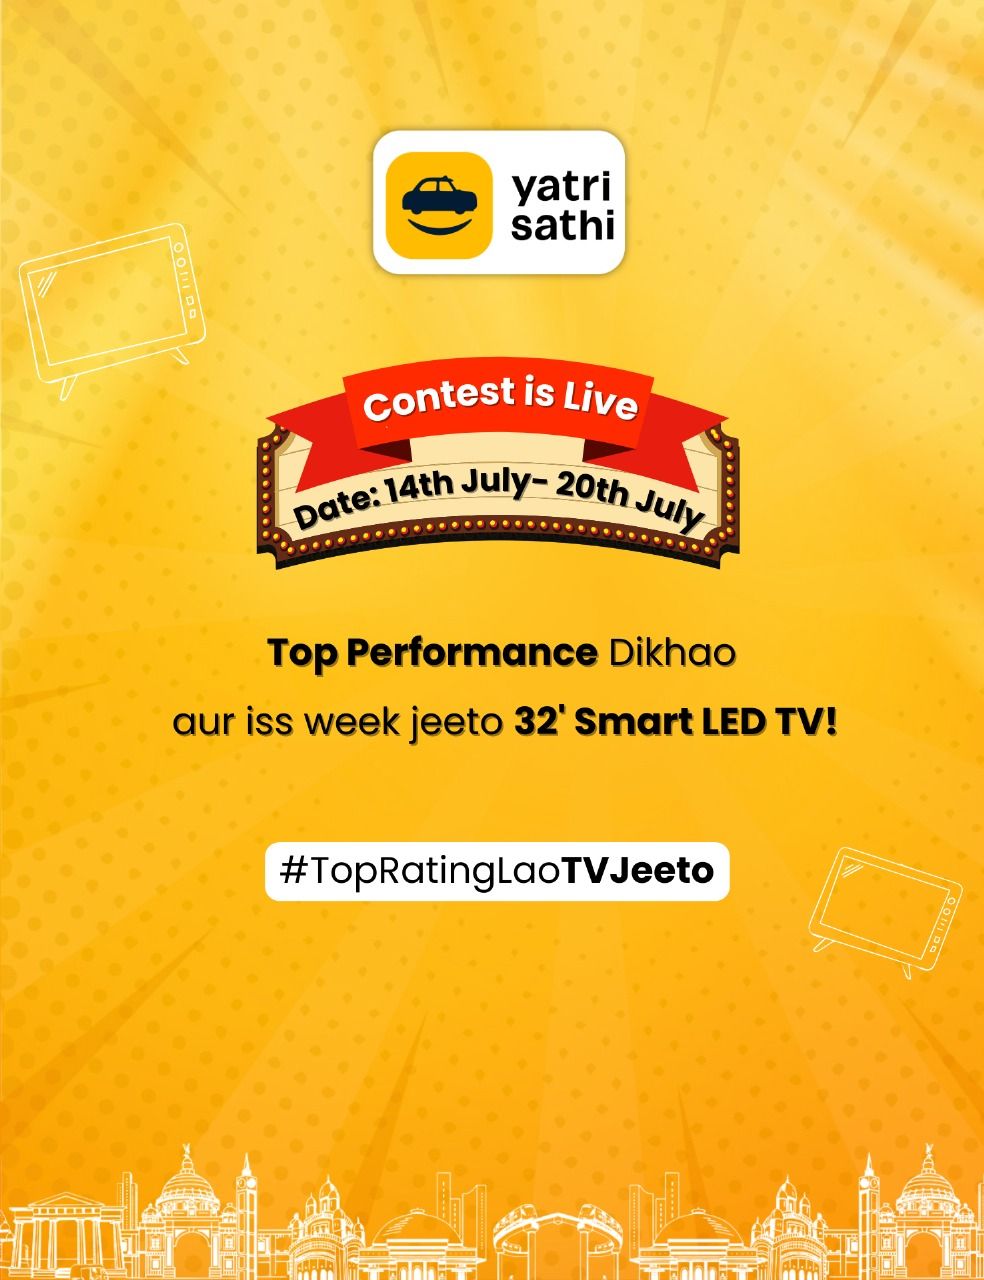 yatri
sathi
Contest is Live
Date: 14th July- 20th July
Top Performance Dikhao
aur iss week jeeto 32' Smart LED TV!
#TopRatingLaoTVJeeto